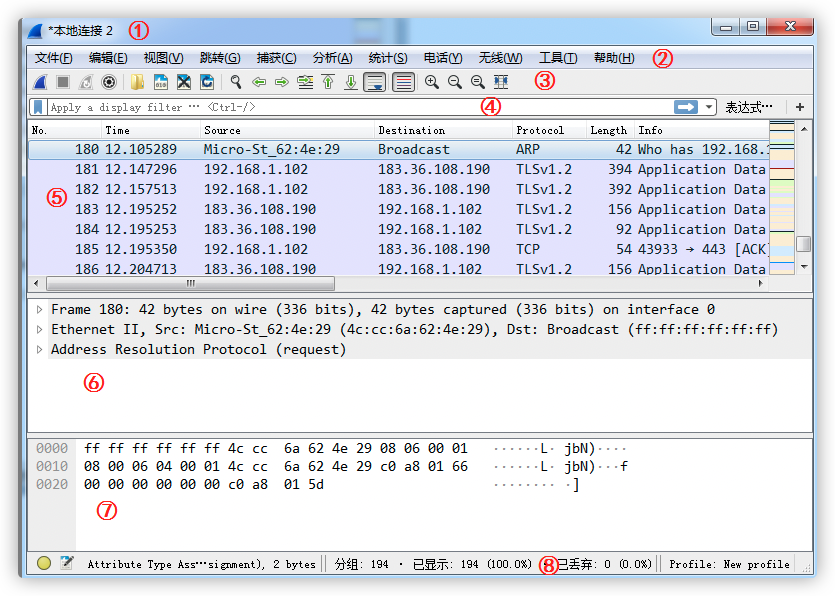 *本地连接 2 ①
文件(F) 编辑(E) 视图(V) 跳转(G) 捕获(C) 分析(A) 统计(S) 电话(Y) 无线(W) 工具(T) 帮助(H) ②
③
Apply a display filter … <Ctrl-/> ④ 表达式… +
No. Time Source Destination Protocol Length Info
180 12.105289 Micro-St_62:4e:29 Broadcast ARP 42 Who has 192.168.1
181 12.147296 192.168.1.102 183.36.108.190 TLSv1.2 394 Application Data
182 12.157513 192.168.1.102 183.36.108.190 TLSv1.2 392 Application Data
⑤
183 12.195252 183.36.108.190 192.168.1.102 TLSv1.2 156 Application Data
184 12.195253 183.36.108.190 192.168.1.102 TLSv1.2 92 Application Data
185 12.195350 192.168.1.102 183.36.108.190 TCP 54 43933 → 443 [ACK]
186 12.204713 183.36.108.190 192.168.1.102 TLSv1.2 156 Application Data
Frame 180: 42 bytes on wire (336 bits), 42 bytes captured (336 bits) on interface 0
Ethernet II, Src: Micro-St_62:4e:29 (4c:cc:6a:62:4e:29), Dst: Broadcast (ff:ff:ff:ff:ff:ff)
Address Resolution Protocol (request)
⑥
0000 ff ff ff ff ff ff 4c cc 6a 62 4e 29 08 06 00 01 ······L· jbN)····
0010 08 00 06 04 00 01 4c cc 6a 62 4e 29 c0 a8 01 66 ······L· jbN)···f
0020 00 00 00 00 00 00 c0 a8 01 5d ········ ·]
⑦
Attribute Type Ass…signment), 2 bytes 分组: 194 · 已显示: 194 (100.0%) ⑧ 已丢弃: 0 (0.0%) Profile: New profile